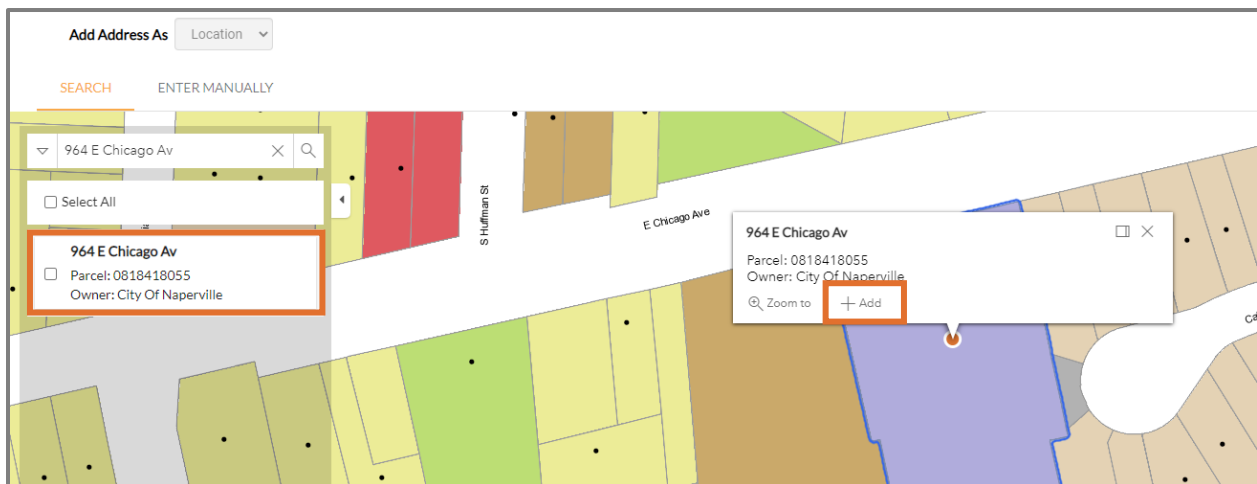 Add Address As Location
SEARCH ENTER MANUALLY
964 E Chicago Av
Select All
964 E Chicago Av
Parcel: 0818418055
Owner: City Of Naperville
S Huffman St
E Chicago Ave
964 E Chicago Av
Parcel: 0818418055
Owner: City Of Naperville
Zoom to Add